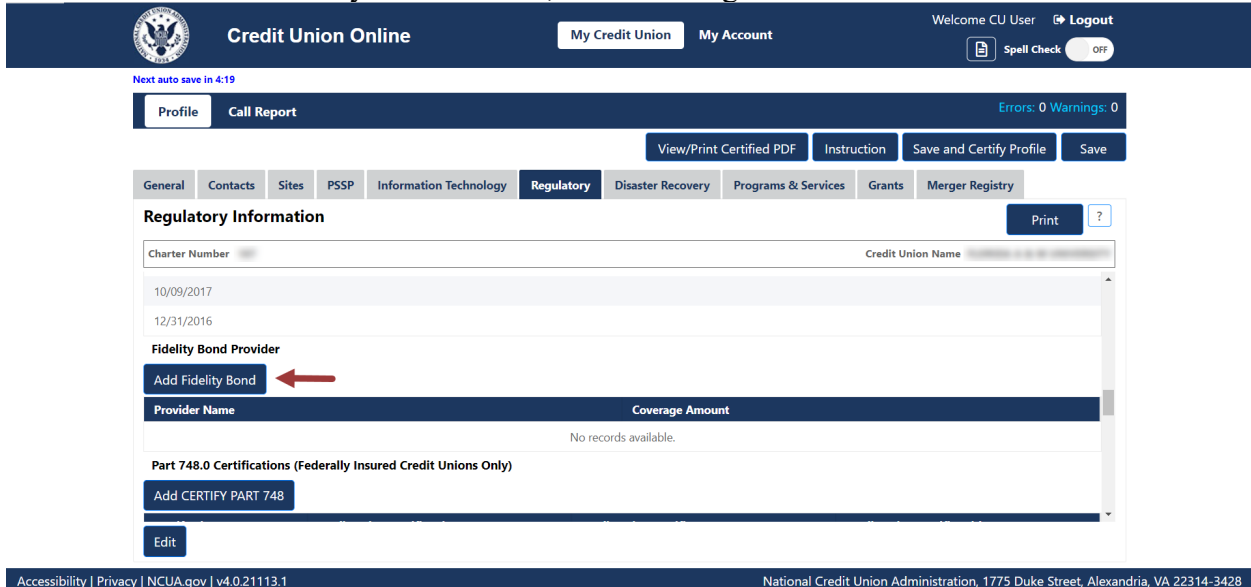 Credit Union Online
My Credit Union My Account
Welcome CU User Logout
Spell Check OFF
Next auto save in 4:19
Profile Call Report
Errors: 0 Warnings: 0
View/Print Certified PDF Instruction Save and Certify Profile Save
General Contacts Sites PSSP Information Technology Regulatory Disaster Recovery Programs & Services Grants Merger Registry
Regulatory Information
Print ?
Charter Number Credit Union Name
10/09/2017
12/31/2016
Fidelity Bond Provider
Add Fidelity Bond
Provider Name Coverage Amount
No records available.
Part 748.0 Certifications (Federally Insured Credit Unions Only)
Add CERTIFY PART 748
Edit
Accessibility | Privacy | NCUA.gov | v4.0.21113.1
National Credit Union Administration, 1775 Duke Street, Alexandria, VA 22314-3428